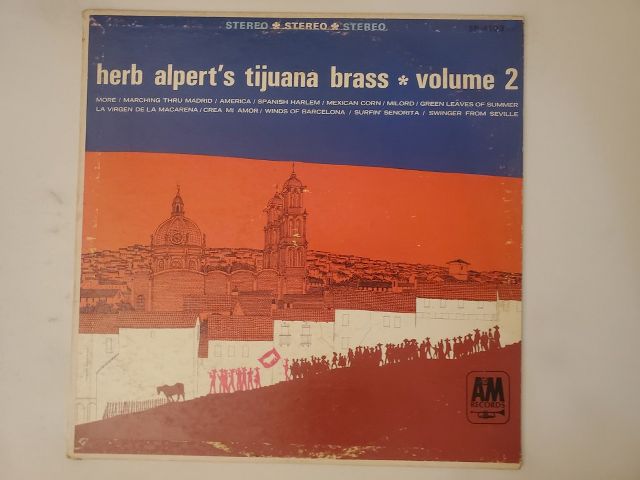 STEREO * STEREO * STEREO
herb alpert's tijuana brass * volume 2
MORE / MARCHING THRU MADRID / AMERICA / SPANISH HARLEM / MEXICAN CORN / MILORD / GREEN LEAVES OF SUMMER
LA VIRGEN DE LA MACARENA / CREA MI AMOR / WINDS OF BARCELONA / SURFIN' SENORITA / SWINGER FROM SEVILLE
A&M
RECORDS